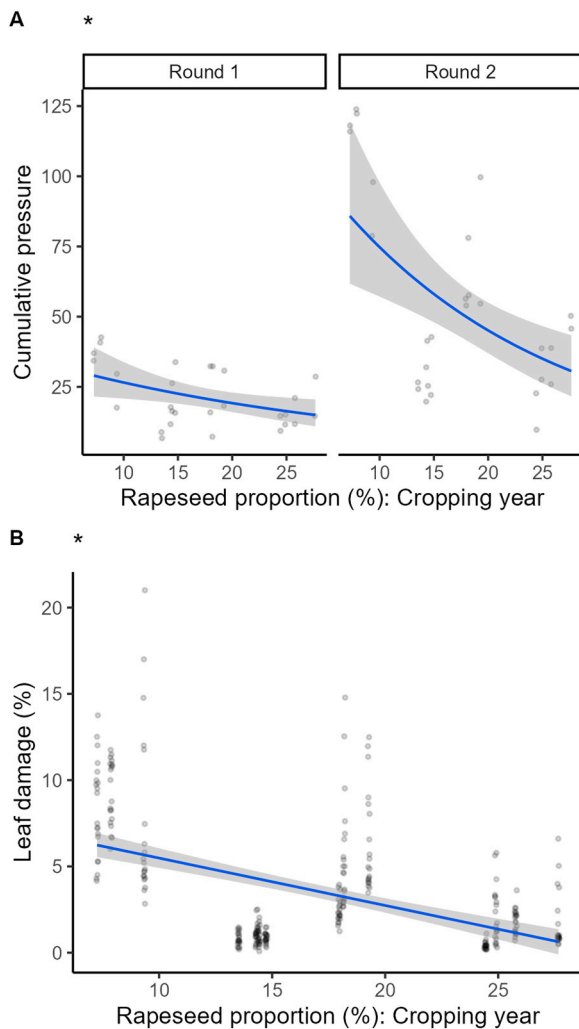 A *
Round 1 Round 2
125
100
75
50
25
Cumulative pressure
10 15 20 25 10 15 20 25
Rapeseed proportion (%): Cropping year
B *
20
15
10
5
0
Leaf damage (%)
10 15 20 25
Rapeseed proportion (%): Cropping year